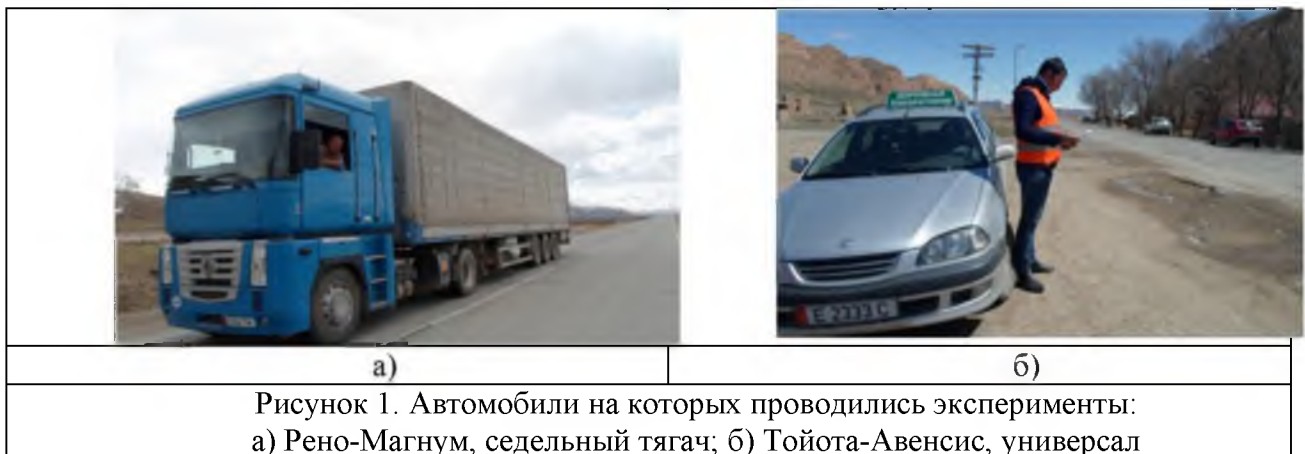 Е 2333 С
а)
б)
Рисунок 1. Автомобили на которых проводились эксперименты:
а) Рено-Магнум, седельный тягач; б) Тойота-Авенсис, универсал